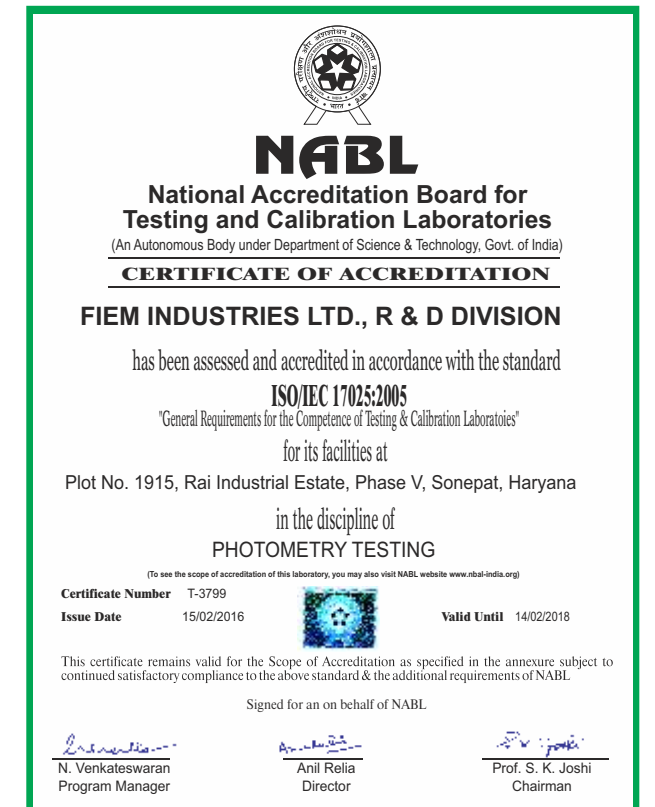 NABL
National Accreditation Board for
Testing and Calibration Laboratories
(An Autonomous Body under Department of Science & Technology, Govt. of India)
CERTIFICATE OF ACCREDITATION
FIEM INDUSTRIES LTD., R & D DIVISION
has been assessed and accredited in accordance with the standard
ISO/IEC 17025:2005
"General Requirements for the Competence of Testing & Calibration Laboratoies"
for its facilities at
Plot No. 1915, Rai Industrial Estate, Phase V, Sonepat, Haryana
in the discipline of
PHOTOMETRY TESTING
(To see the scope of accreditation of this laboratory, you may also visit NABL website www.nbal-india.org)
Certificate Number T-3799
Issue Date 15/02/2016 Valid Until 14/02/2018
This certificate remains valid for the Scope of Accreditation as specified in the annexure subject to
continued satisfactory compliance to the above standard & the additional requirements of NABL
Signed for an on behalf of NABL
N. Venkateswaran Anil Relia Prof. S. K. Joshi
Program Manager Director Chairman